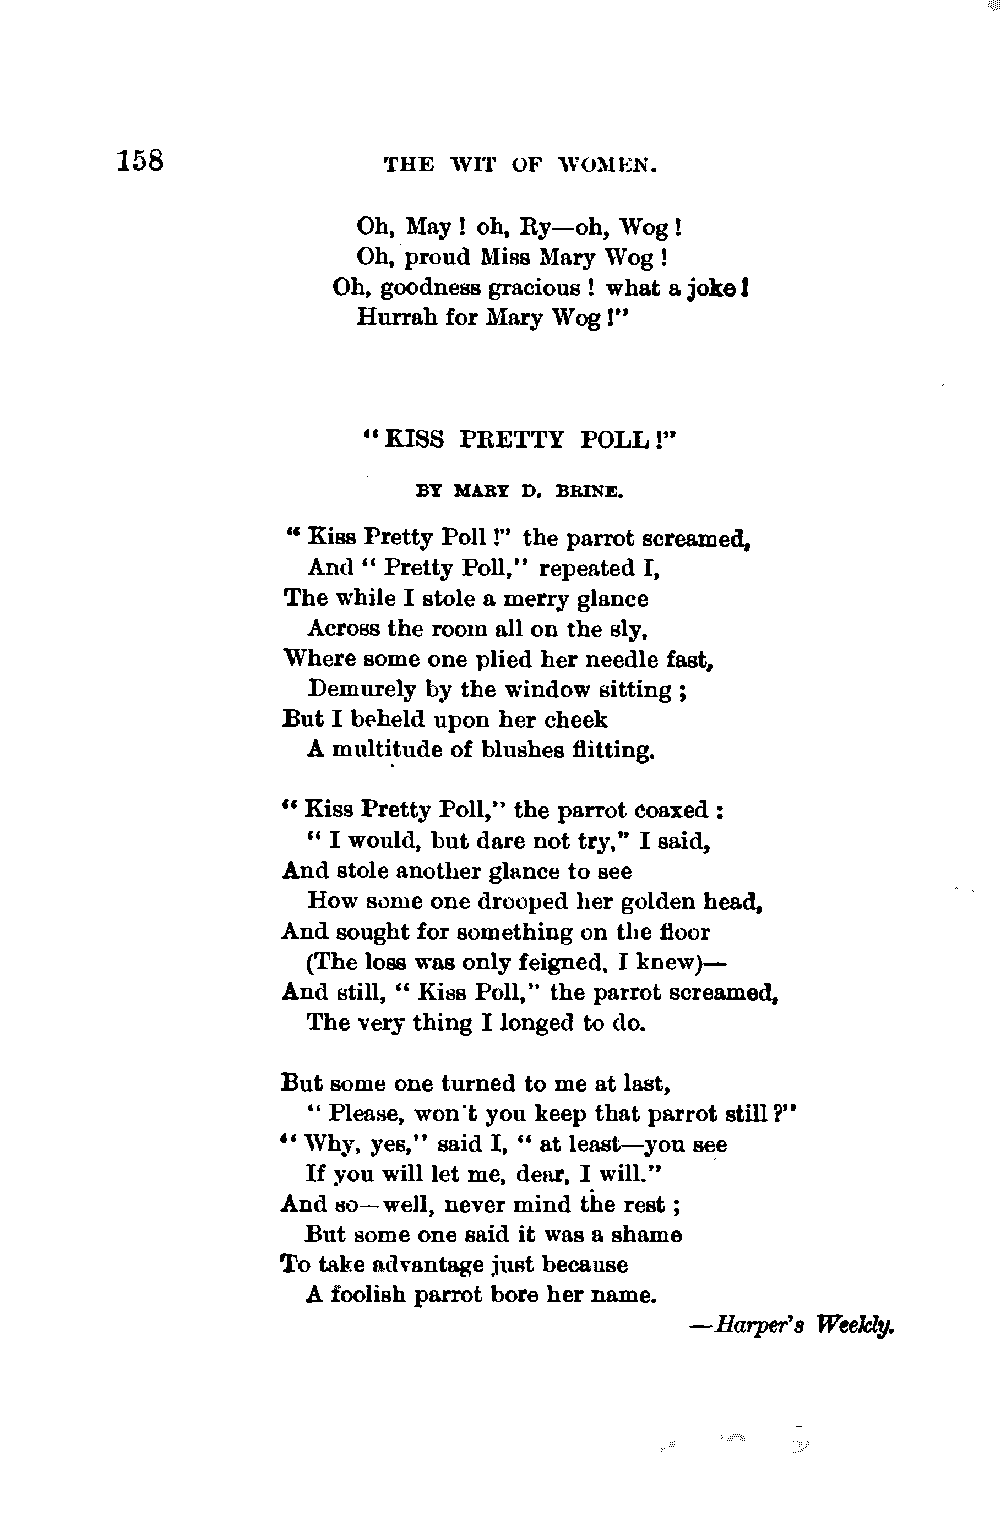 158 THE WIT OF WOMEN.
Oh, May ! oh, Ry—oh, Wog !
Oh, proud Miss Mary Wog !
Oh, goodness gracious ! what a joke !
Hurrah for Mary Wog !"
"KISS PRETTY POLL !"
BY MARY D. BRINE.
" Kiss Pretty Poll !" the parrot screamed,
And " Pretty Poll," repeated I,
The while I stole a merry glance
Across the room all on the sly,
Where some one plied her needle fast,
Demurely by the window sitting ;
But I beheld upon her cheek
A multitude of blushes flitting.
" Kiss Pretty Poll," the parrot coaxed :
" I would, but dare not try," I said,
And stole another glance to see
How some one drooped her golden head,
And sought for something on the floor
(The loss was only feigned, I knew)—
And still, " Kiss Poll," the parrot screamed,
The very thing I longed to do.
But some one turned to me at last,
" Please, won't you keep that parrot still ?"
" Why, yes," said I, " at least—you see
If you will let me, dear, I will."
And so—well, never mind the rest ;
But some one said it was a shame
To take advantage just because
A foolish parrot bore her name.
—Harper's Weekly.